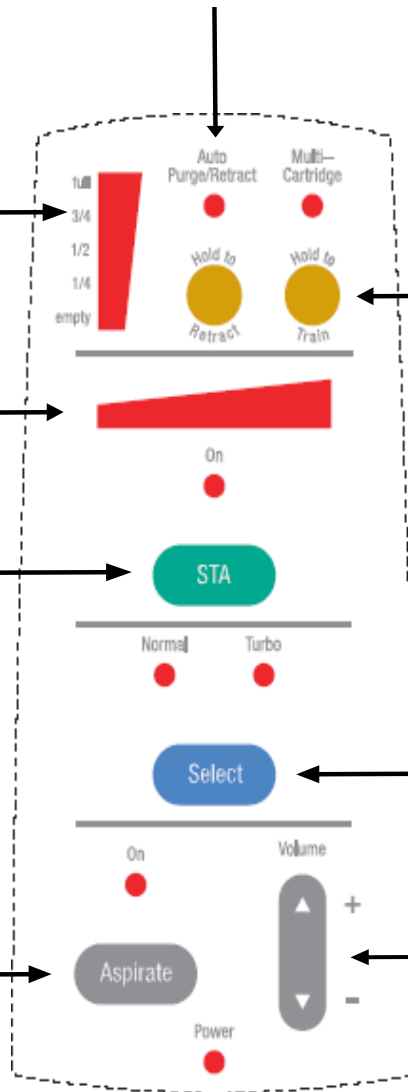 Auto
Purge/Retract
Multi—
Cartridge
full
3/4
1/2
1/4
empty
Hold to
Retract
Hold to
Train
On
STA
Normal
Turbo
Select
On
Volume
+
Aspirate
–
Power